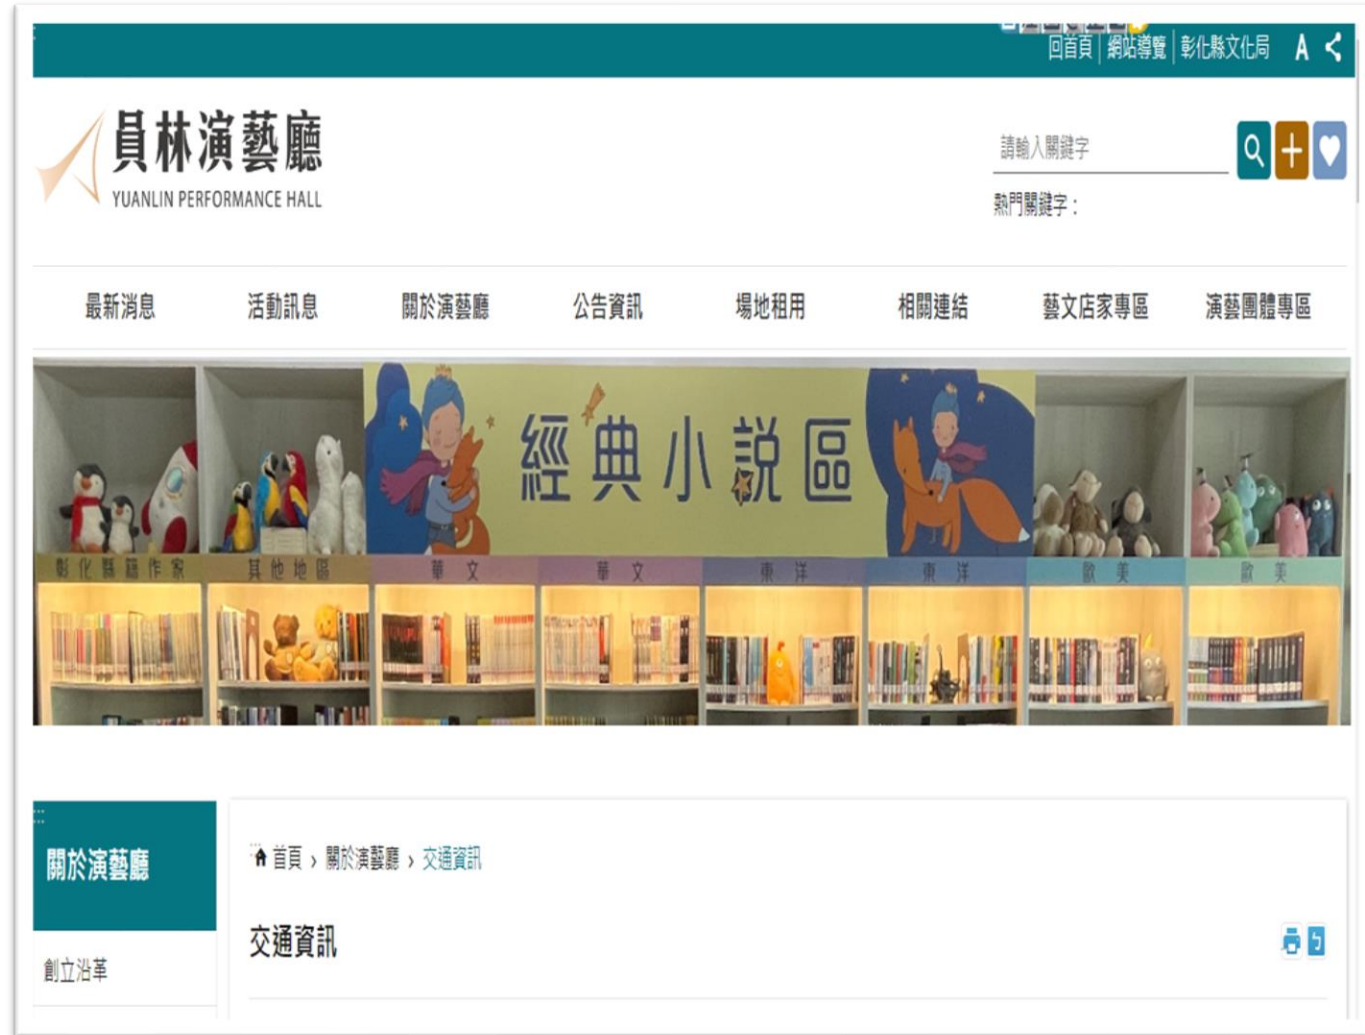 回首頁 | 網站導覽 | 彰化縣文化局 A
員林演藝廳
YUANLIN PERFORMANCE HALL
請輸入關鍵字
熱門關鍵字：
最新消息 活動訊息 關於演藝廳 公告資訊 場地租用 相關連結 藝文店家專區 演藝團體專區
經典小說區
彰化縣籍作家 其他地區 華文 華文 東洋 東洋 歐美 歐美
關於演藝廳
首頁 › 關於演藝廳 › 交通資訊
交通資訊
創立沿革